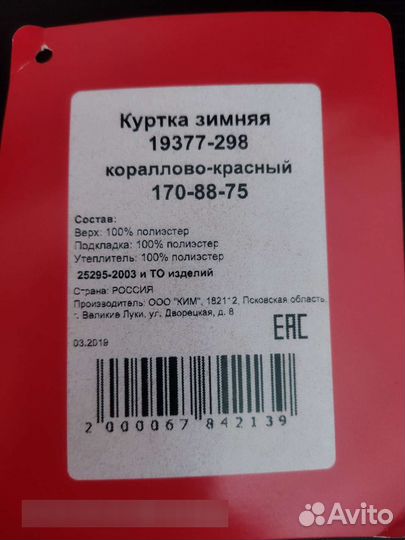 Куртка зимняя
19377-298
кораллово-красный
170-88-75
Состав:
Верх: 100% полиэстер
Подкладка: 100% полиэстер
Утеплитель: 100% полиэстер
25295-2003 и ТО изделий
Страна: РОССИЯ
Производитель: ООО "КИМ", 182112, Псковская область,
г. Великие Луки, ул. Дворецкая, д. 8
03.2019
EAC
2 000067 842139
Avito